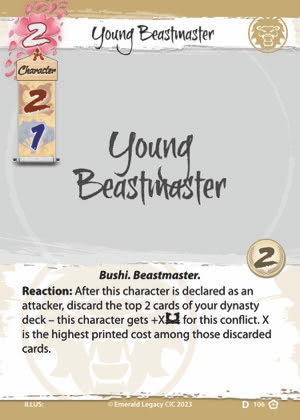 2
Young Beastmaster
Character
2
1
Young
Beastmaster
2
Bushi. Beastmaster.
Reaction: After this character is declared as an
attacker, discard the top 2 cards of your dynasty
deck – this character gets +X for this conflict. X
is the highest printed cost among those discarded
cards.
ILLUS:
© Emerald Legacy CIC 2023
D 106